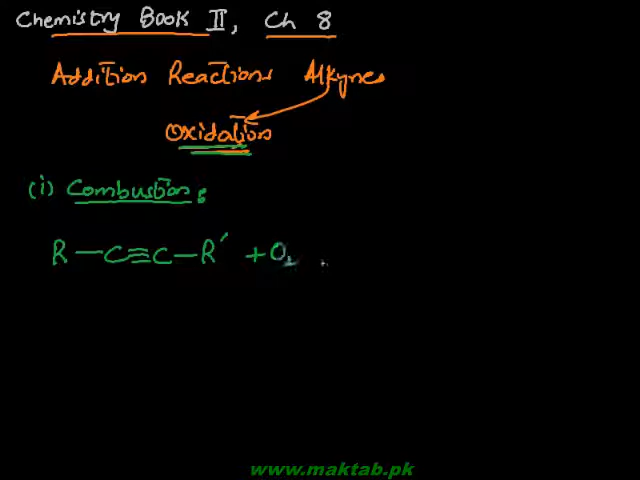 Chemistry Book II, Ch 8
Addition Reactions Alkynes
Oxidation
(i) Combustion:
R—C≡C—R′ + O₂
www.maktab.pk